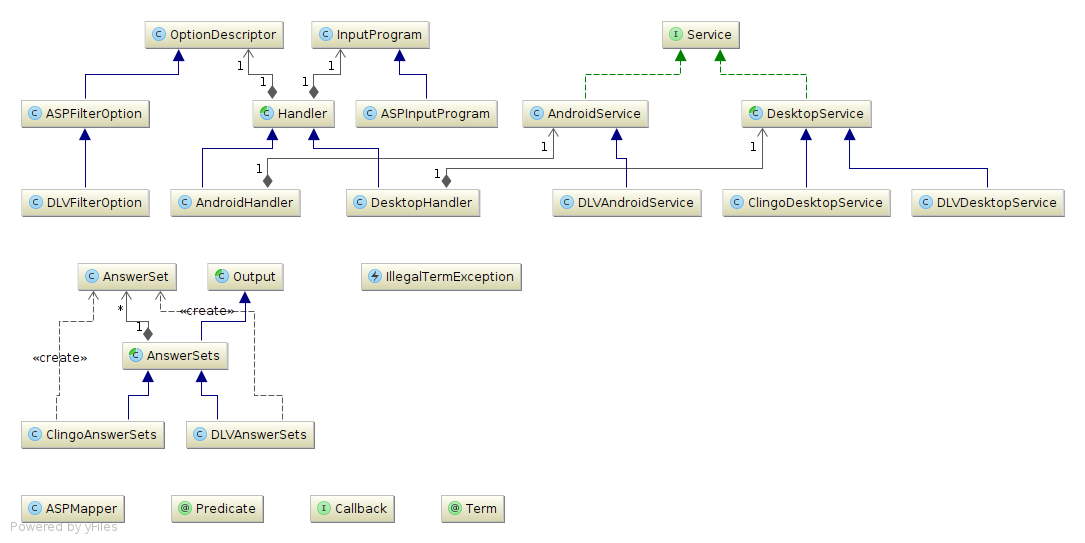 C OptionDescriptor
C InputProgram
I Service
1
1
1
1
C ASPFilterOption
C Handler
C ASPInputProgram
C AndroidService
C DesktopService
1
1
1
1
C DLVFilterOption
C AndroidHandler
C DesktopHandler
C DLVAndroidService
C ClingoDesktopService
C DLVDesktopService
C AnswerSet
C Output
IllegalTermException
*
«create»
1
«create»
C AnswerSets
C ClingoAnswerSets
C DLVAnswerSets
C ASPMapper
@ Predicate
I Callback
@ Term
Powered by yFiles